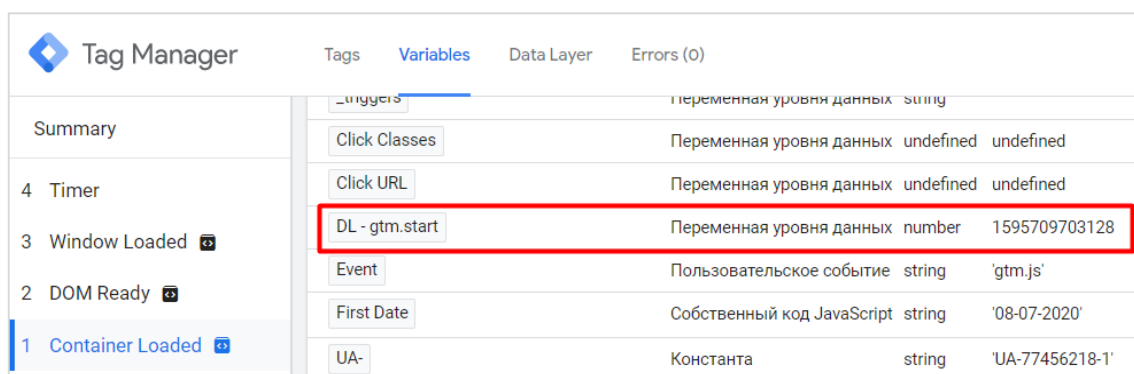 Tag Manager
Tags Variables Data Layer Errors (0)
Summary
4 Timer
3 Window Loaded
2 DOM Ready
1 Container Loaded
_triggers Переменная уровня данных string
Click Classes Переменная уровня данных undefined undefined
Click URL Переменная уровня данных undefined undefined
DL - gtm.start Переменная уровня данных number 1595709703128
Event Пользовательское событие string 'gtm.js'
First Date Собственный код JavaScript string '08-07-2020'
UA- Константа string 'UA-77456218-1'